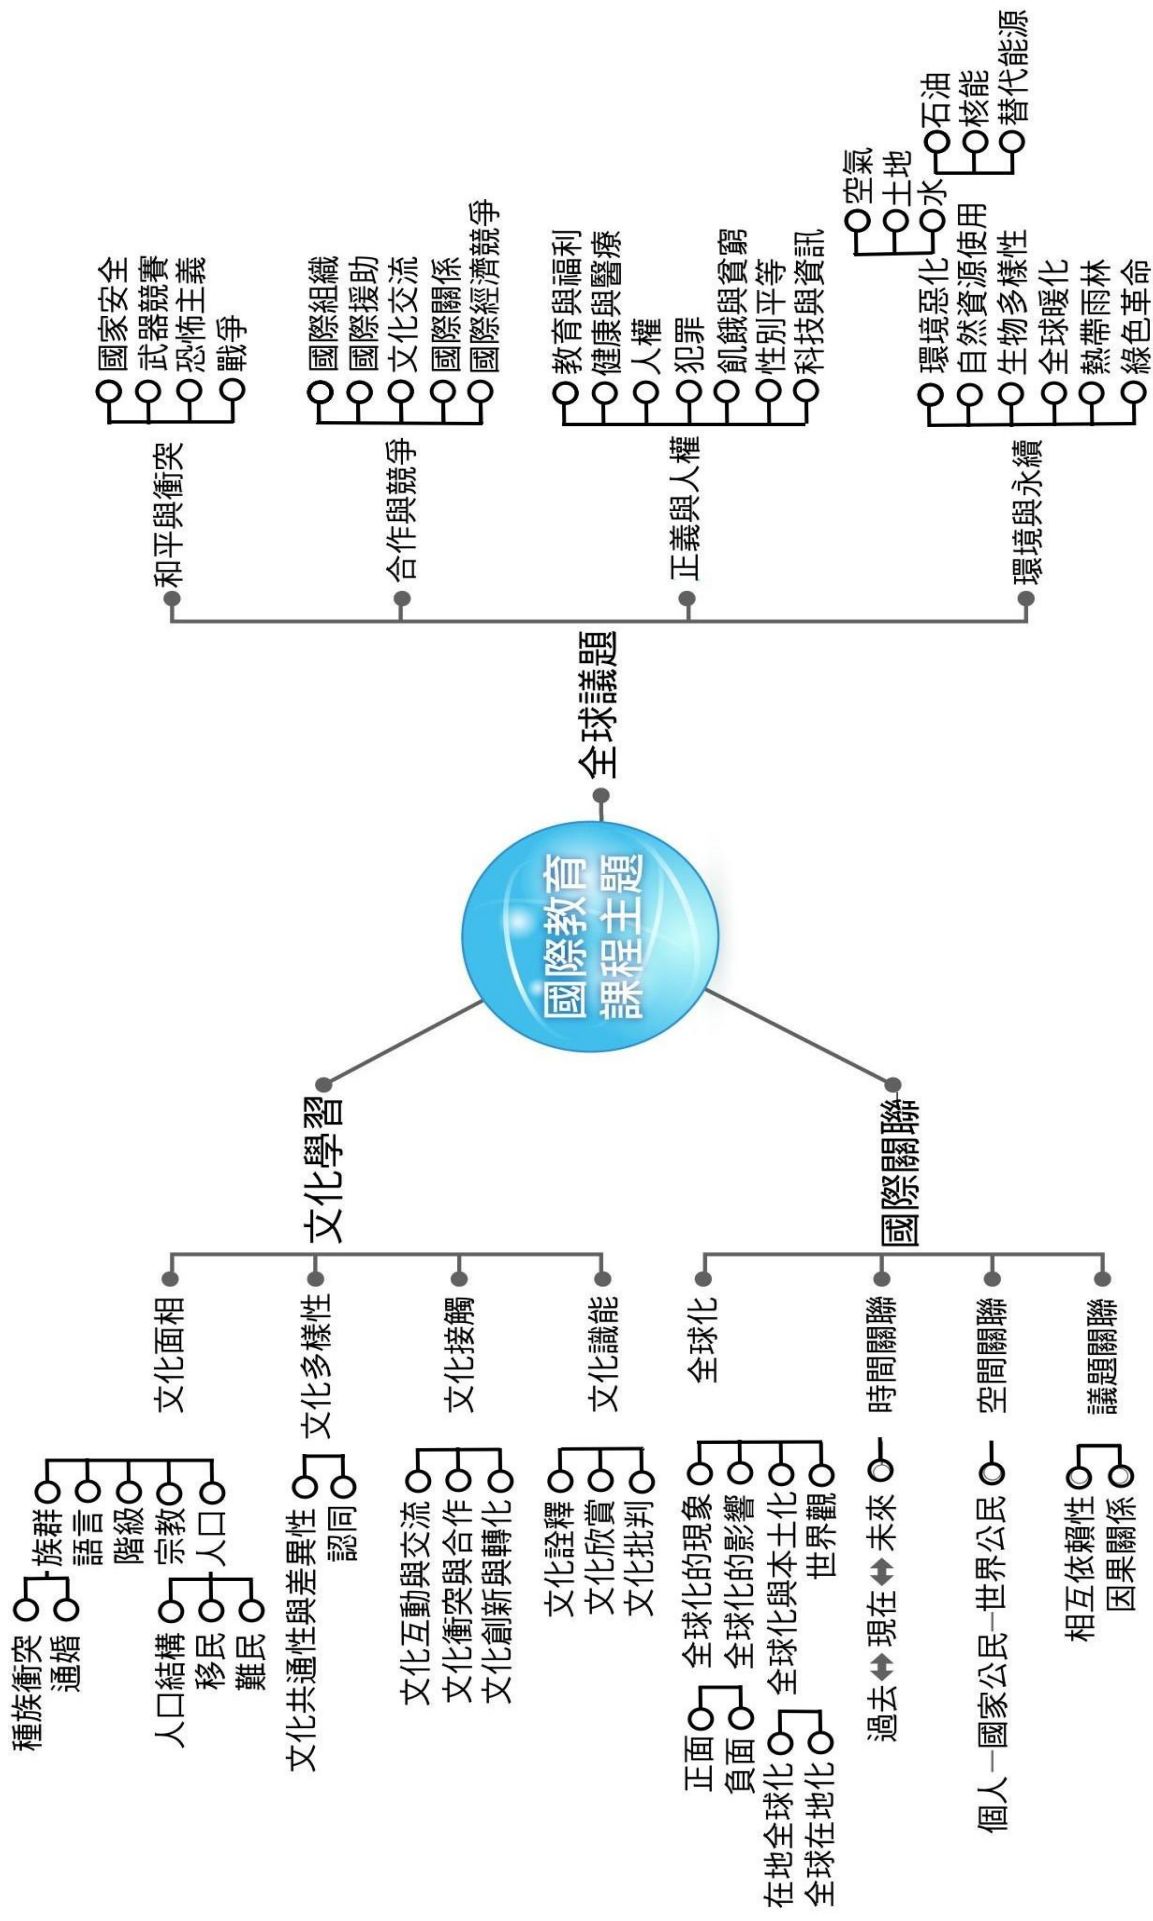 國際教育
課程主題
文化學習
文化面相
族群
種族衝突
通婚
語言
階級
宗教
人口
人口結構
移民
難民
文化多樣性
文化共通性與差異性
認同
文化接觸
文化互動與交流
文化衝突與合作
文化創新與轉化
文化識能
文化詮釋
文化欣賞
文化批判
國際關聯
全球化
全球化的現象
全球化的影響
正面
負面
全球化與本土化
在地全球化
全球在地化
世界觀
時間關聯
過去⬌現在⬌未來
空間關聯
個人—國家公民—世界公民
議題關聯
相互依賴性
因果關係
全球議題
和平與衝突
國家安全
武器競賽
恐怖主義
戰爭
合作與競爭
國際組織
國際援助
文化交流
國際關係
國際經濟競爭
正義與人權
教育與福利
健康與醫療
人權
犯罪
飢餓與貧窮
性別平等
科技與資訊
環境與永續
環境惡化
空氣
土地
水
自然資源使用
石油
核能
替代能源
生物多樣性
全球暖化
熱帶雨林
綠色革命